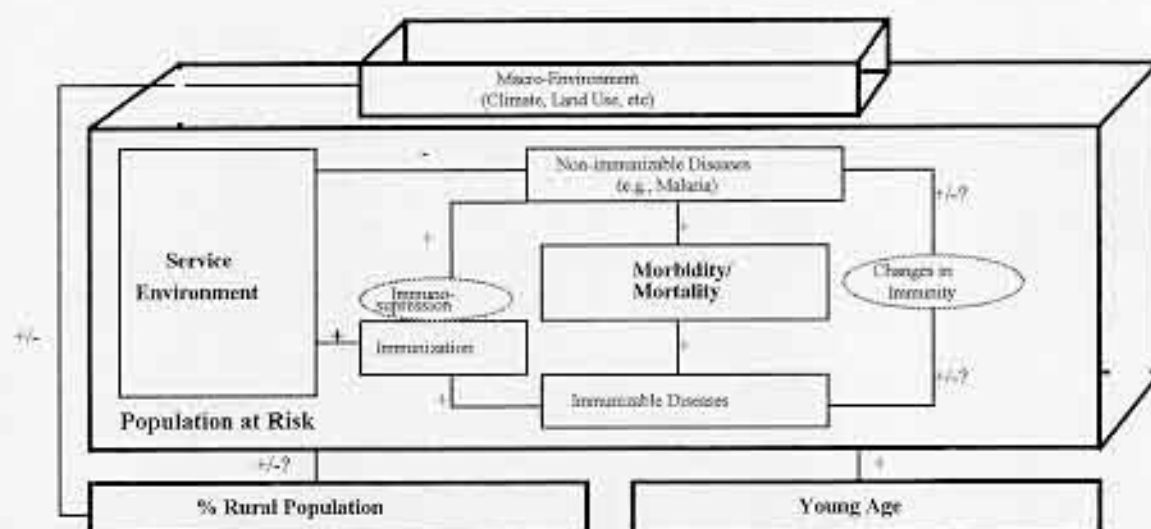 Macro-Environment
(Climate, Land Use, etc)
-
Non-immunizable Diseases
(e.g., Malaria)
+/-?
+
+
Service
Environment
Morbidity/
Mortality
Changes in
Immunity
Immuno-
supression
+/-
+
Immunization
+
+/-?
+
Immunizable Diseases
Population at Risk
+/-?
+
% Rural Population
Young Age